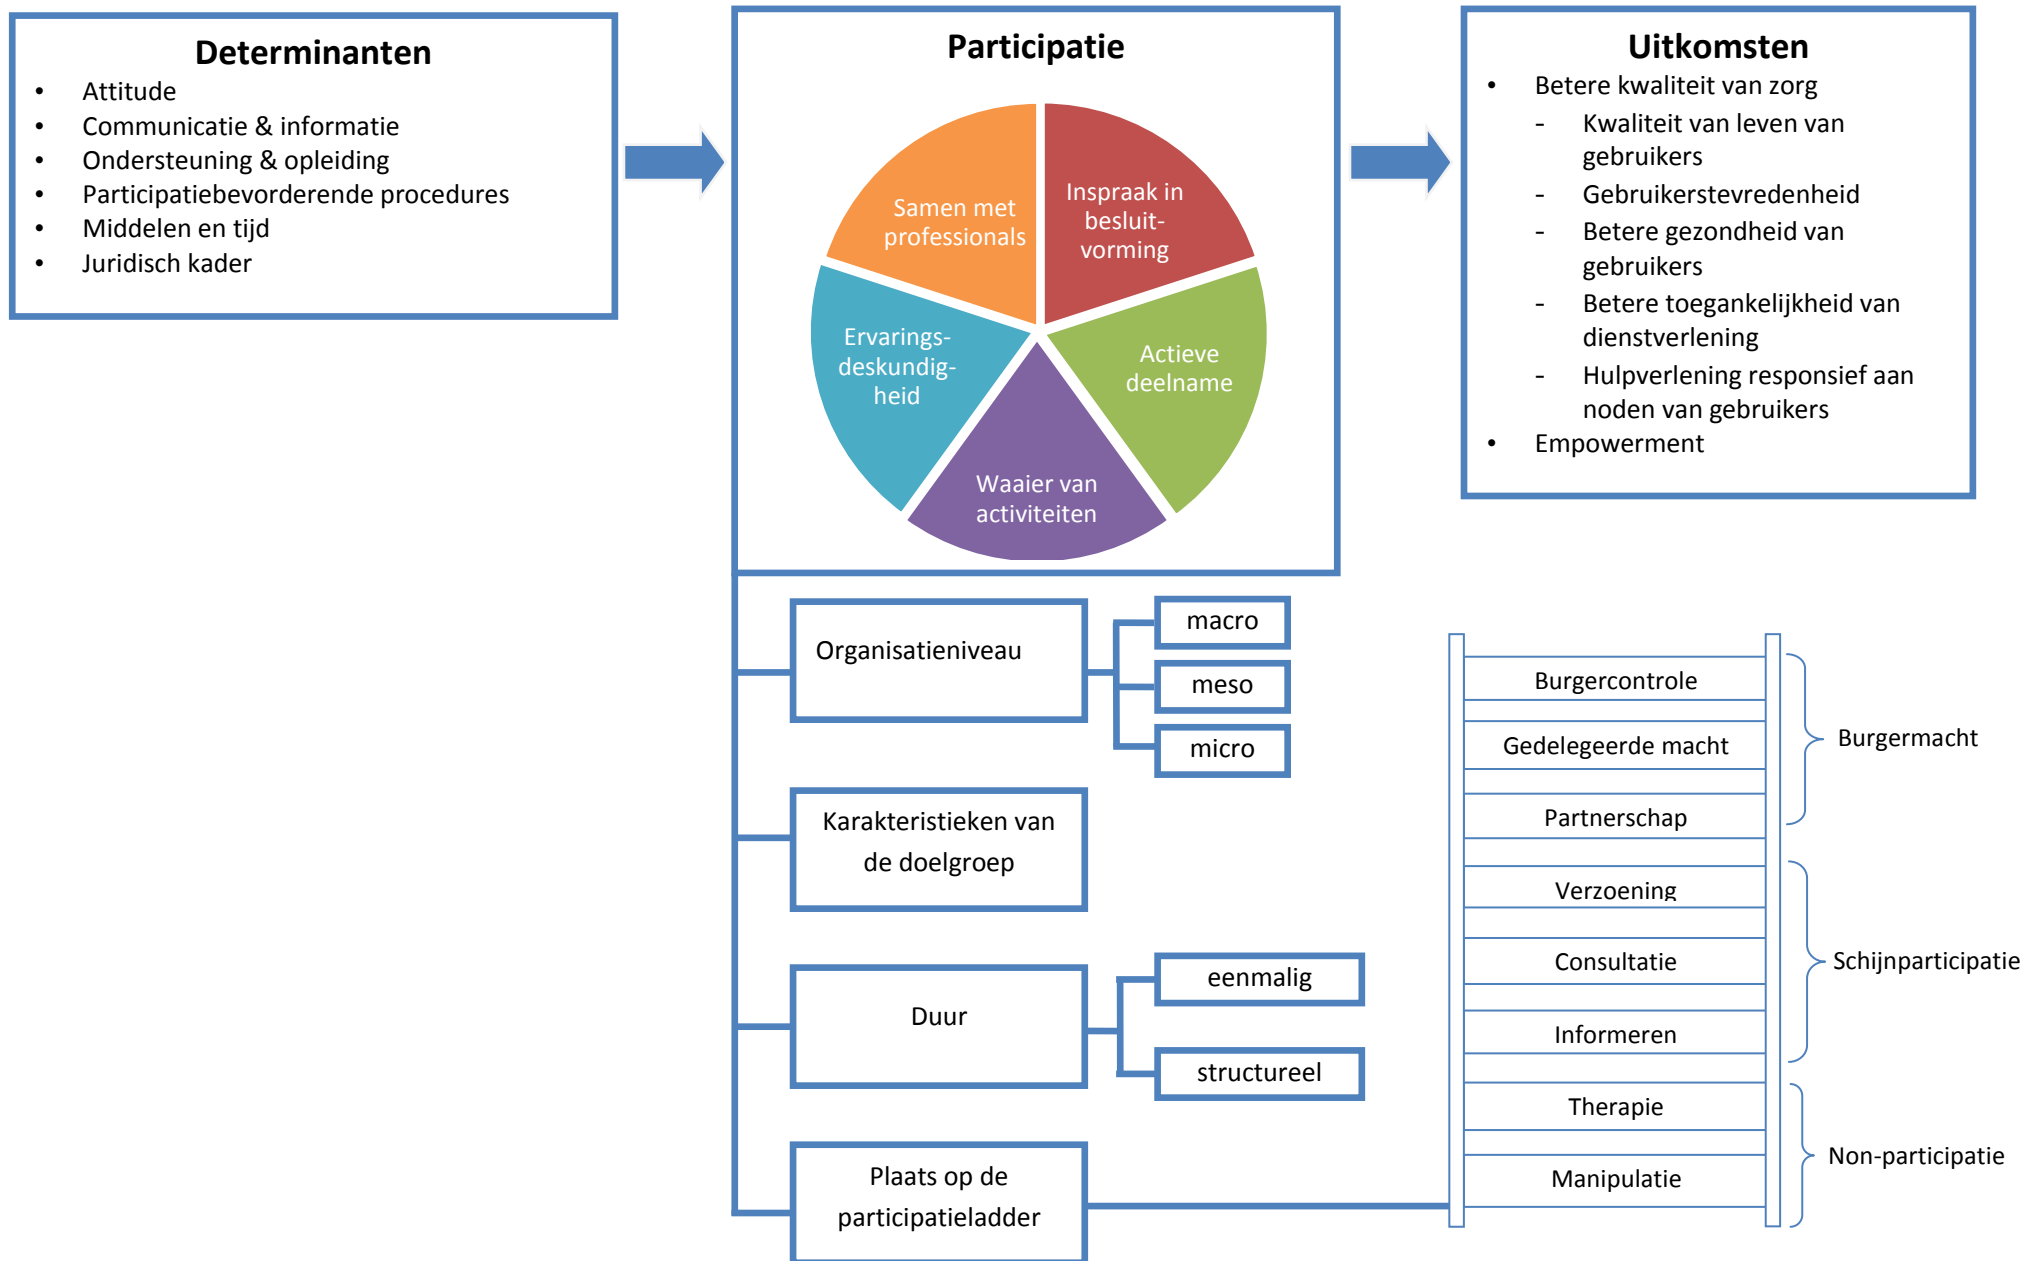 Determinanten
• Attitude
• Communicatie & informatie
• Ondersteuning & opleiding
• Participatiebevorderende procedures
• Middelen en tijd
• Juridisch kader
Participatie
Samen met
professionals
Inspraak in
besluit-
vorming
Ervarings-
deskundig-
heid
Actieve
deelname
Waaier van
activiteiten
Uitkomsten
• Betere kwaliteit van zorg
- Kwaliteit van leven van
gebruikers
- Gebruikerstevredenheid
- Betere gezondheid van
gebruikers
- Betere toegankelijkheid van
dienstverlening
- Hulpverlening responsief aan
noden van gebruikers
• Empowerment
Organisatieniveau
macro
meso
micro
Karakteristieken van
de doelgroep
Duur
eenmalig
structureel
Plaats op de
participatieladder
Burgercontrole
Gedelegeerde macht
Partnerschap
Burgermacht
Verzoening
Consultatie
Informeren
Schijnparticipatie
Therapie
Manipulatie
Non-participatie